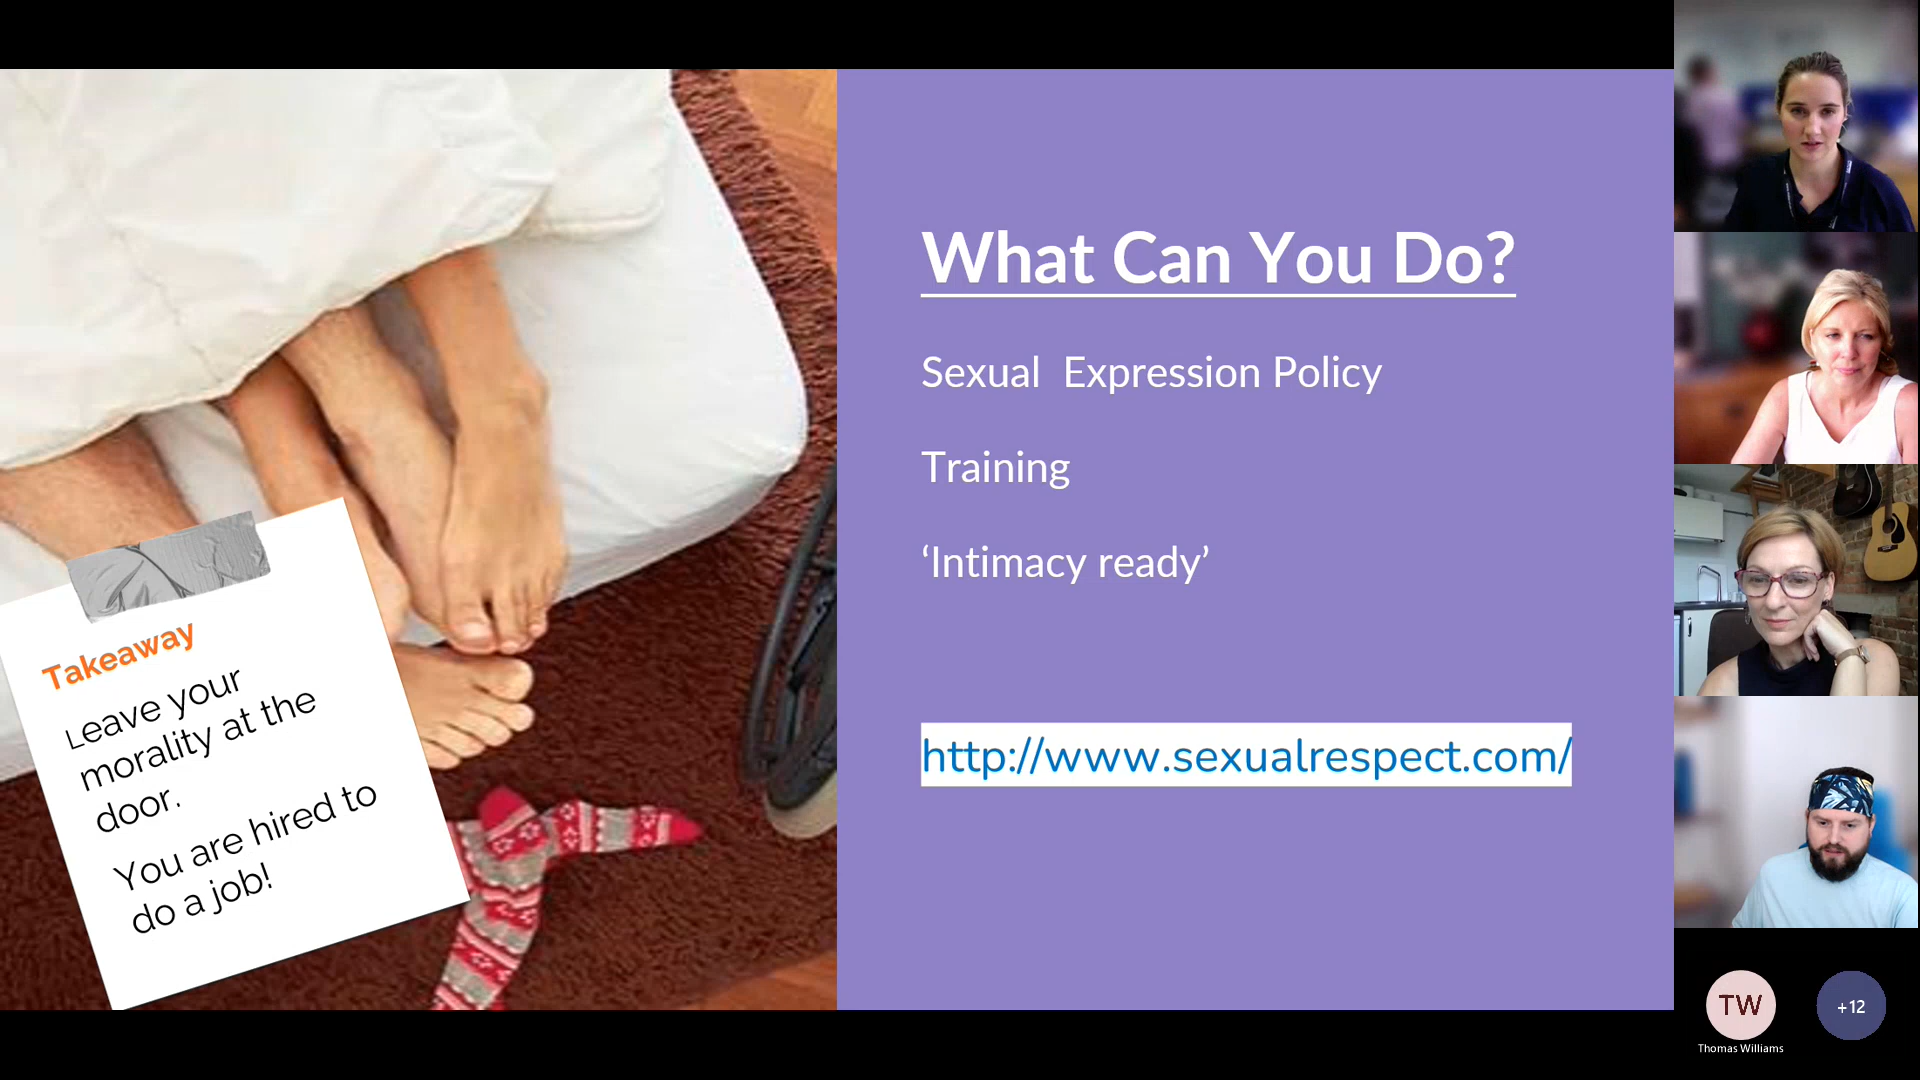 What Can You Do?
Sexual  Expression Policy
Training
‘Intimacy ready’
http://www.sexualrespect.com/
Takeaway
Leave your
morality at the
door.
You are hired to
do a job!
TW
+12
Thomas Williams